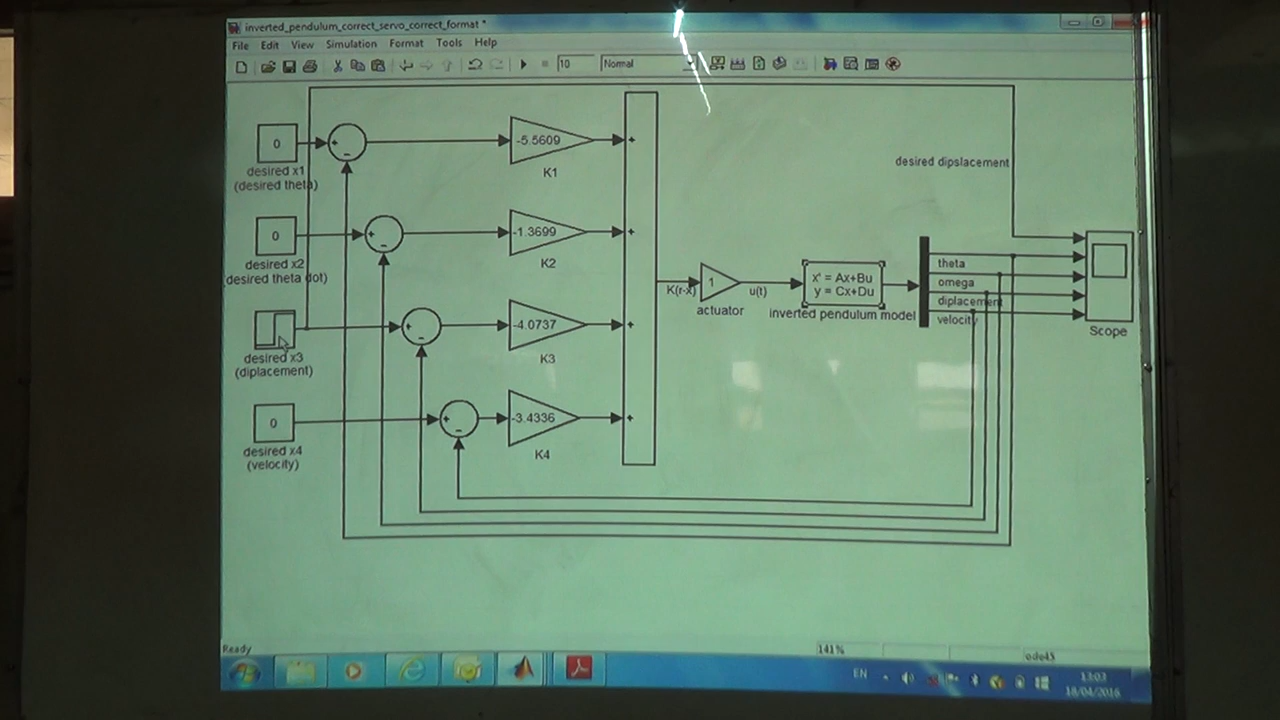 inverted_pendulum_correct_servo_correct_format *
File Edit View Simulation Format Tools Help
10 Normal
0
desired x1
(desired theta)
-5.5609
K1
desired dipslacement
0
desired x2
(desired theta dot)
-1.3699
K2
desired x3
(diplacement)
-4.0737
K3
0
desired x4
(velocity)
-3.4336
K4
K(r-x)
1
actuator
u(t)
x' = Ax+Bu
y = Cx+Du
inverted pendulum model
theta
omega
diplacement
velocity
Scope
Ready
141%
ode45
EN
13:03
18/04/2016